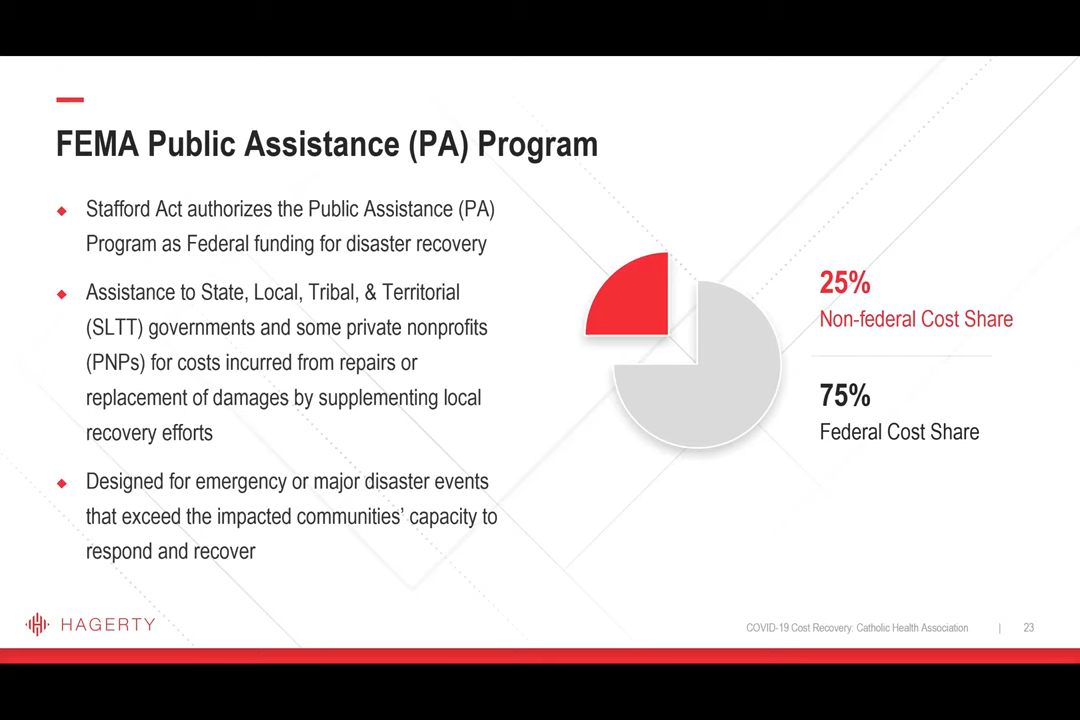 FEMA Public Assistance (PA) Program
Stafford Act authorizes the Public Assistance (PA)
Program as Federal funding for disaster recovery
Assistance to State, Local, Tribal, & Territorial
(SLTT) governments and some private nonprofits
(PNPs) for costs incurred from repairs or
replacement of damages by supplementing local
recovery efforts
Designed for emergency or major disaster events
that exceed the impacted communities’ capacity to
respond and recover
25%
Non-federal Cost Share
75%
Federal Cost Share
HAGERTY
COVID-19 Cost Recovery: Catholic Health Association | 23